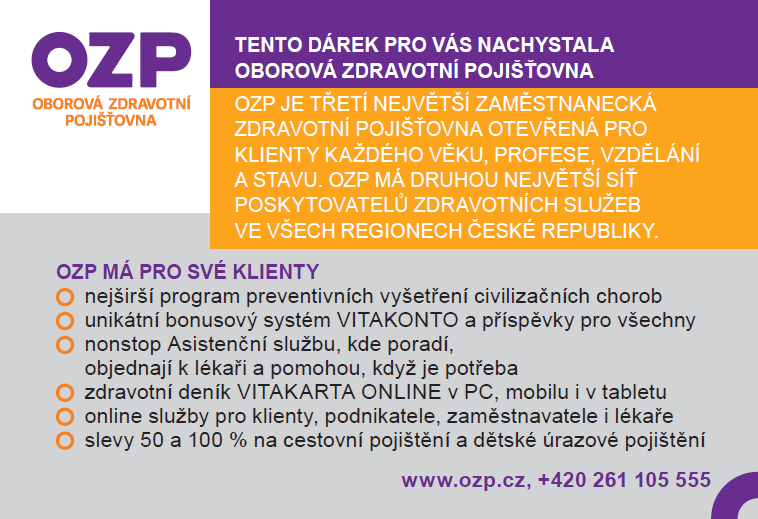 OZP
OBOROVÁ ZDRAVOTNÍ
POJIŠŤOVNA
TENTO DÁREK PRO VÁS NACHYSTALA
OBOROVÁ ZDRAVOTNÍ POJIŠŤOVNA
OZP JE TŘETÍ NEJVĚTŠÍ ZAMĚSTNANECKÁ
ZDRAVOTNÍ POJIŠŤOVNA OTEVŘENÁ PRO
KLIENTY KAŽDÉHO VĚKU, PROFESE, VZDĚLÁNÍ
A STAVU. OZP MÁ DRUHOU NEJVĚTŠÍ SÍŤ
POSKYTOVATELŮ ZDRAVOTNÍCH SLUŽEB
VE VŠECH REGIONECH ČESKÉ REPUBLIKY.
OZP MÁ PRO SVÉ KLIENTY
nejširší program preventivních vyšetření civilizačních chorob
unikátní bonusový systém VITAKONTO a příspěvky pro všechny
nonstop Asistenční službu, kde poradí,
objednají k lékaři a pomohou, když je potřeba
zdravotní deník VITAKARTA ONLINE v PC, mobilu i v tabletu
online služby pro klienty, podnikatele, zaměstnavatele i lékaře
slevy 50 a 100 % na cestovní pojištění a dětské úrazové pojištění
www.ozp.cz, +420 261 105 555